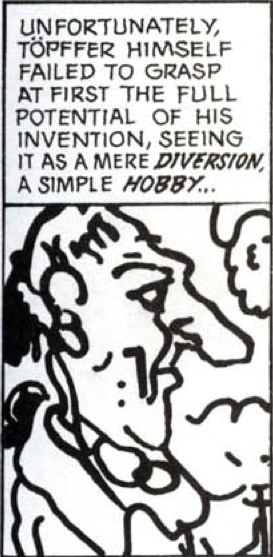 UNFORTUNATELY,
TÖPFFER HIMSELF
FAILED TO GRASP
AT FIRST THE FULL
POTENTIAL OF HIS
INVENTION, SEEING
IT AS A MERE DIVERSION,
A SIMPLE HOBBY...